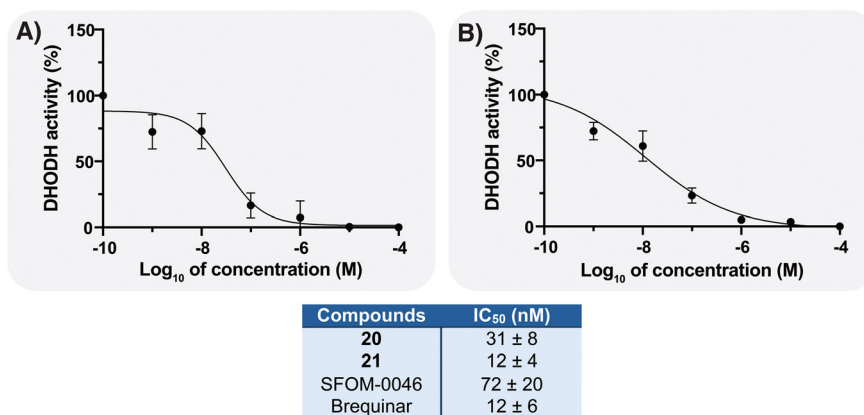 A)
DHODH activity (%)
150
100
50
0
-10 -8 -6 -4
Log₁₀ of concentration (M)
B)
DHODH activity (%)
150
100
50
0
-10 -8 -6 -4
Log₁₀ of concentration (M)
Compounds IC₅₀ (nM)
20 31 ± 8
21 12 ± 4
SFOM-0046 72 ± 20
Brequinar 12 ± 6